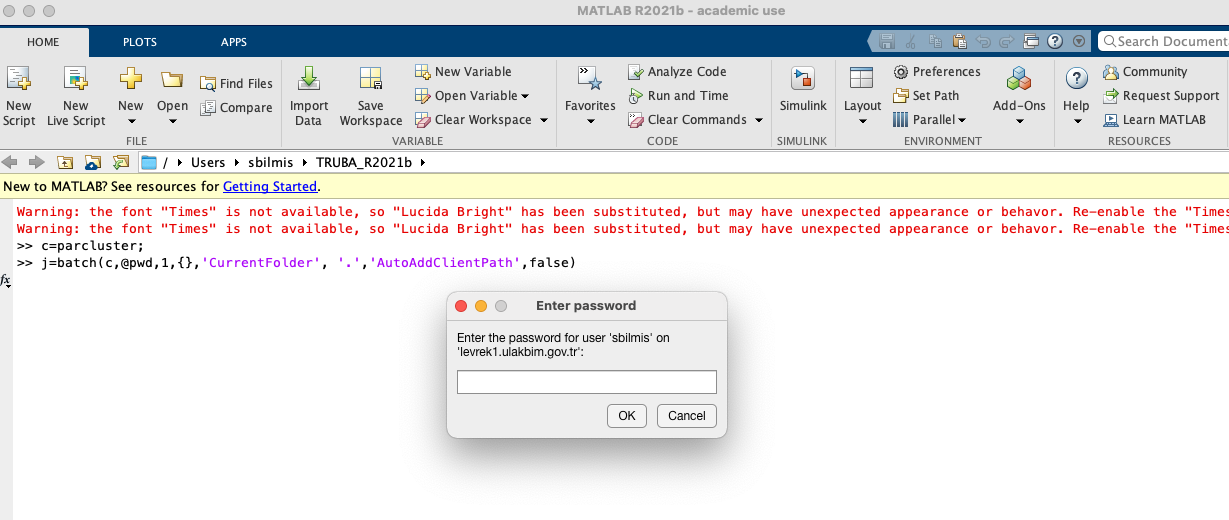 MATLAB R2021b - academic use
HOME PLOTS APPS
Search Document
New Script
New Live Script
New
Open
Find Files
Compare
FILE
Import Data
Save Workspace
New Variable
Open Variable
Clear Workspace
VARIABLE
Favorites
Analyze Code
Run and Time
Clear Commands
CODE
Simulink
SIMULINK
Layout
Preferences
Set Path
Parallel
Add-Ons
ENVIRONMENT
Help
Community
Request Support
Learn MATLAB
RESOURCES
/ Users sbilmis TRUBA_R2021b
New to MATLAB? See resources for Getting Started.
Warning: the font "Times" is not available, so "Lucida Bright" has been substituted, but may have unexpected appearance or behavor. Re-enable the "Times
Warning: the font "Times" is not available, so "Lucida Bright" has been substituted, but may have unexpected appearance or behavor. Re-enable the "Times
>> c=parcluster;
>> j=batch(c,@pwd,1,{},'CurrentFolder', '.','AutoAddClientPath',false)
fx
Enter password
Enter the password for user 'sbilmis' on
'levrek1.ulakbim.gov.tr':
OK Cancel